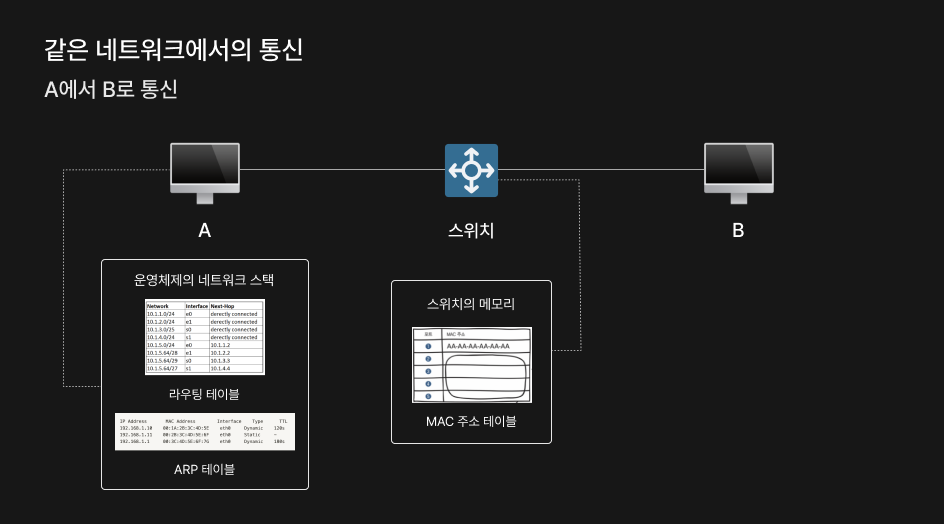 같은 네트워크에서의 통신
A에서 B로 통신
A
스위치
B
운영체제의 네트워크 스택
Network Interface Next-Hop
10.1.1.0/24 e0 derectly connected
10.1.2.0/24 e1 derectly connected
10.1.3.0/25 s0 derectly connected
10.1.4.0/24 s1 derectly connected
10.1.5.0/24 e0 10.1.1.2
10.1.5.64/28 e1 10.1.2.2
10.1.5.64/29 s0 10.1.3.3
10.1.5.64/27 s1 10.1.4.4
라우팅 테이블
IP Address MAC Address Interface Type TTL
192.168.1.10 00:1A:2B:3C:4D:5E eth0 Dynamic 120s
192.168.1.11 00:2B:3C:4D:5E:6F eth0 Static -
192.168.1.1 00:3C:4D:5E:6F:7G eth0 Dynamic 180s
ARP 테이블
스위치의 메모리
포트 MAC 주소
1 AA-AA-AA-AA-AA-AA
2
3
4
5
MAC 주소 테이블